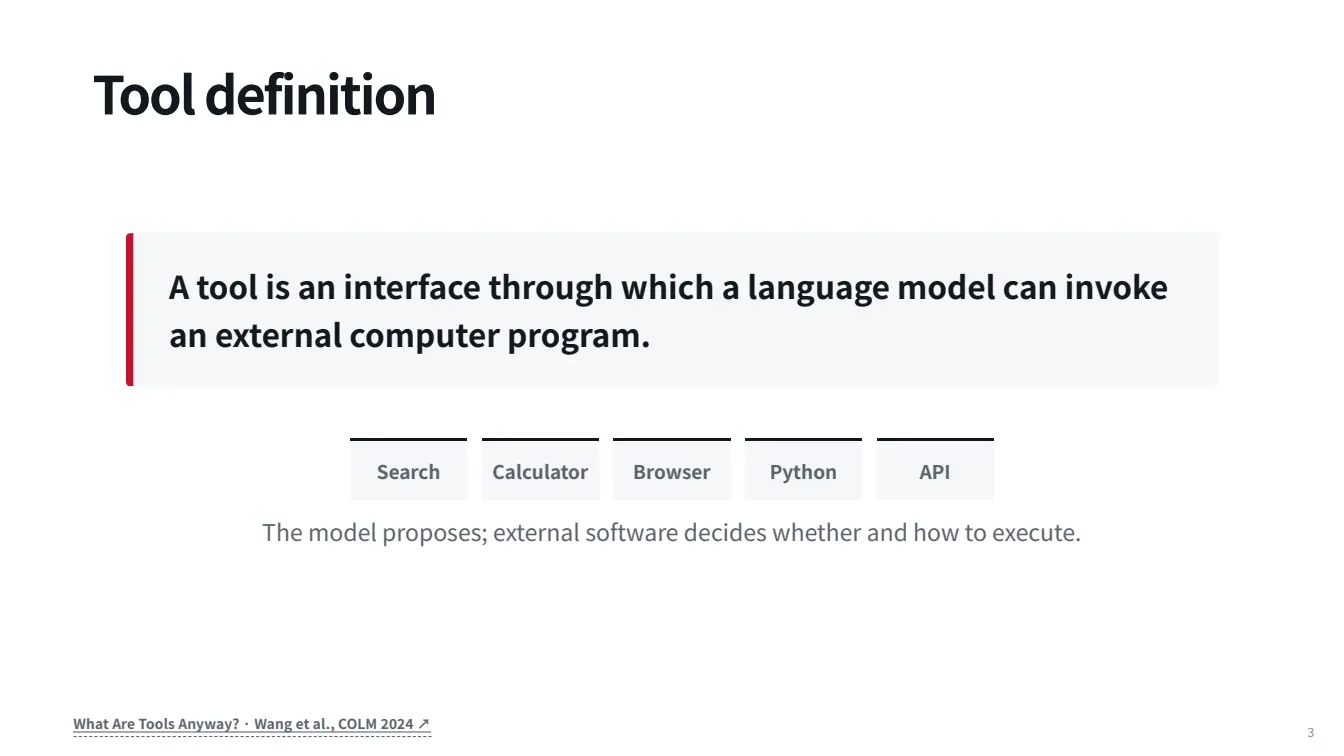 Tool definition
A tool is an interface through which a language model can invoke
an external computer program.
Search
Calculator
Browser
Python
API
The model proposes; external software decides whether and how to execute.
What Are Tools Anyway? · Wang et al., COLM 2024 ↗
3